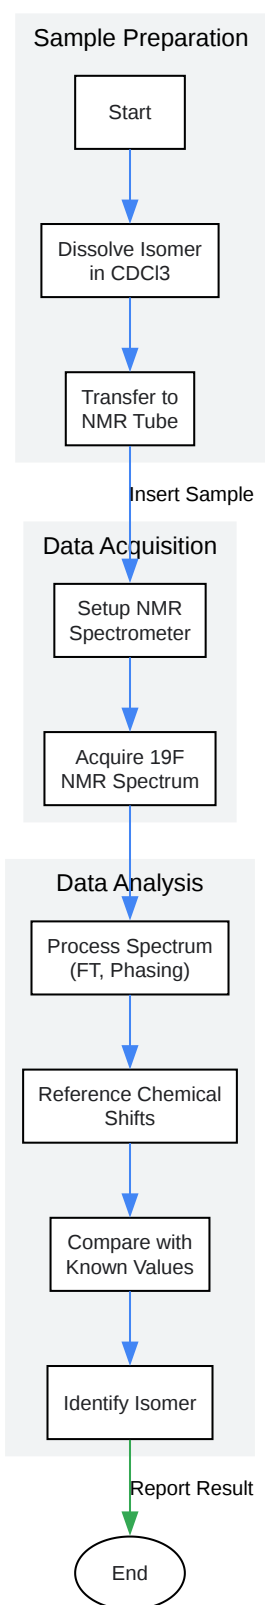 Sample Preparation
Start
Dissolve Isomer
in CDCl3
Transfer to
NMR Tube
Insert Sample
Data Acquisition
Setup NMR
Spectrometer
Acquire 19F
NMR Spectrum
Data Analysis
Process Spectrum
(FT, Phasing)
Reference Chemical
Shifts
Compare with
Known Values
Identify Isomer
Report Result
End